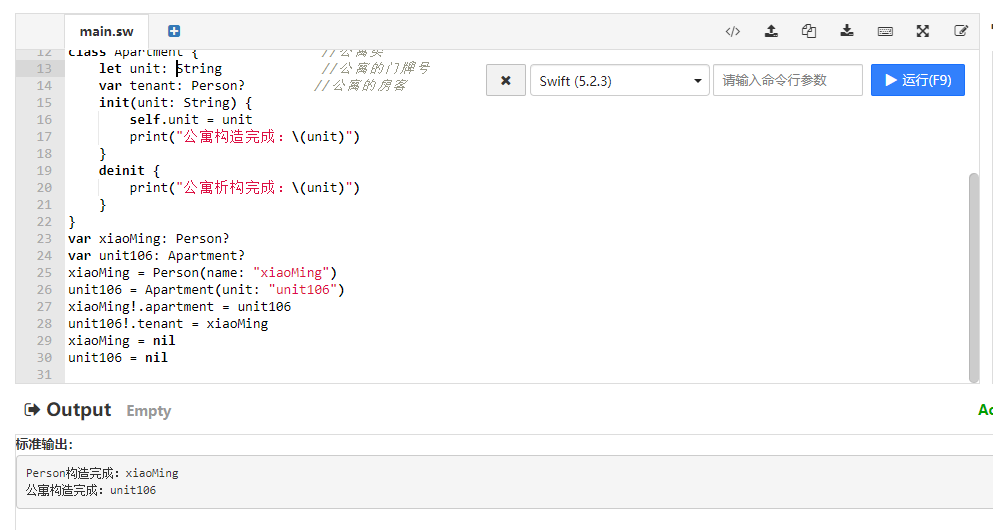 main.sw
12 class Apartment { //公寓类
13 let unit: String //公寓的门牌号
Swift (5.2.3) 请输入命令行参数 运行(F9)
14 var tenant: Person? //公寓的房客
15 init(unit: String) {
16 self.unit = unit
17 print("公寓构造完成：\(unit)")
18 }
19 deinit {
20 print("公寓析构完成：\(unit)")
21 }
22 }
23 var xiaoMing: Person?
24 var unit106: Apartment?
25 xiaoMing = Person(name: "xiaoMing")
26 unit106 = Apartment(unit: "unit106")
27 xiaoMing!.apartment = unit106
28 unit106!.tenant = xiaoMing
29 xiaoMing = nil
30 unit106 = nil
31
Output Empty
标准输出:
Person构造完成：xiaoMing
公寓构造完成：unit106